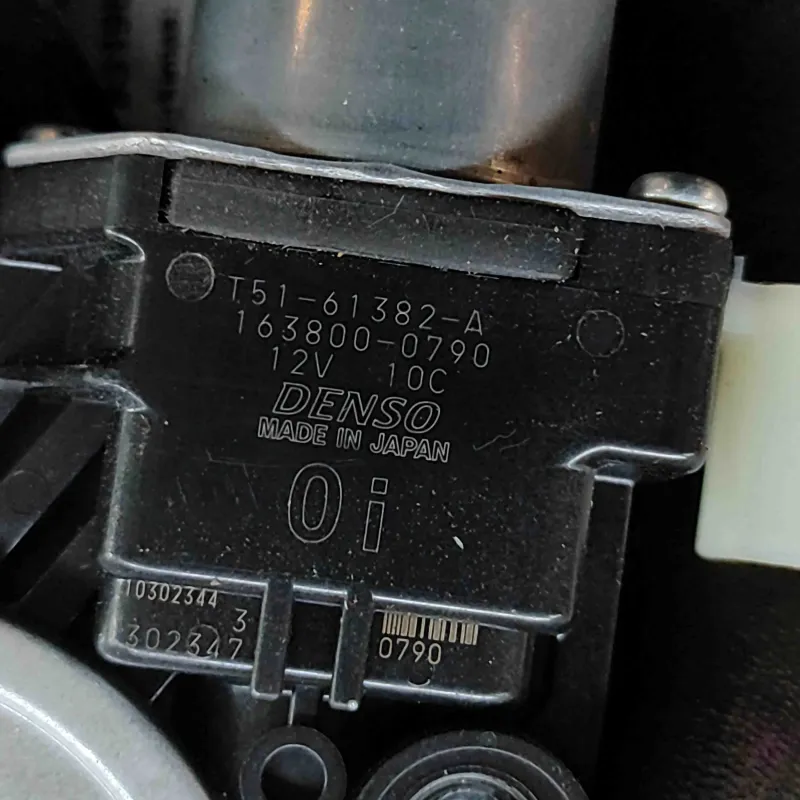 T51-61382-A
163800-0790
12V 10C
DENSO
MADE IN JAPAN
0i
10302344
3
302347
0790